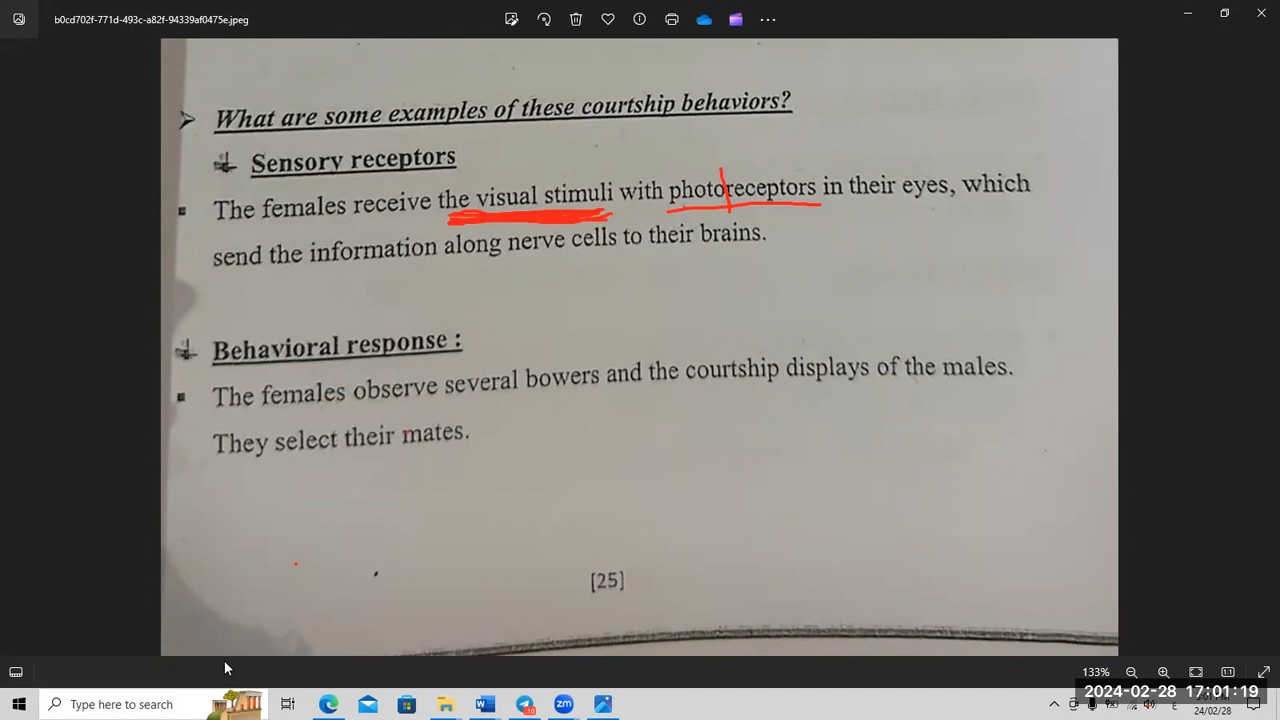 b0cd702f-771d-493c-a82f-94339af0475e.jpeg
What are some examples of these courtship behaviors?
Sensory receptors
The females receive the visual stimuli with photoreceptors in their eyes, which
send the information along nerve cells to their brains.
Behavioral response :
The females observe several bowers and the courtship displays of the males.
They select their mates.
[25]
133%
Type here to search
2024-02-28 17:01:19
24/02/28